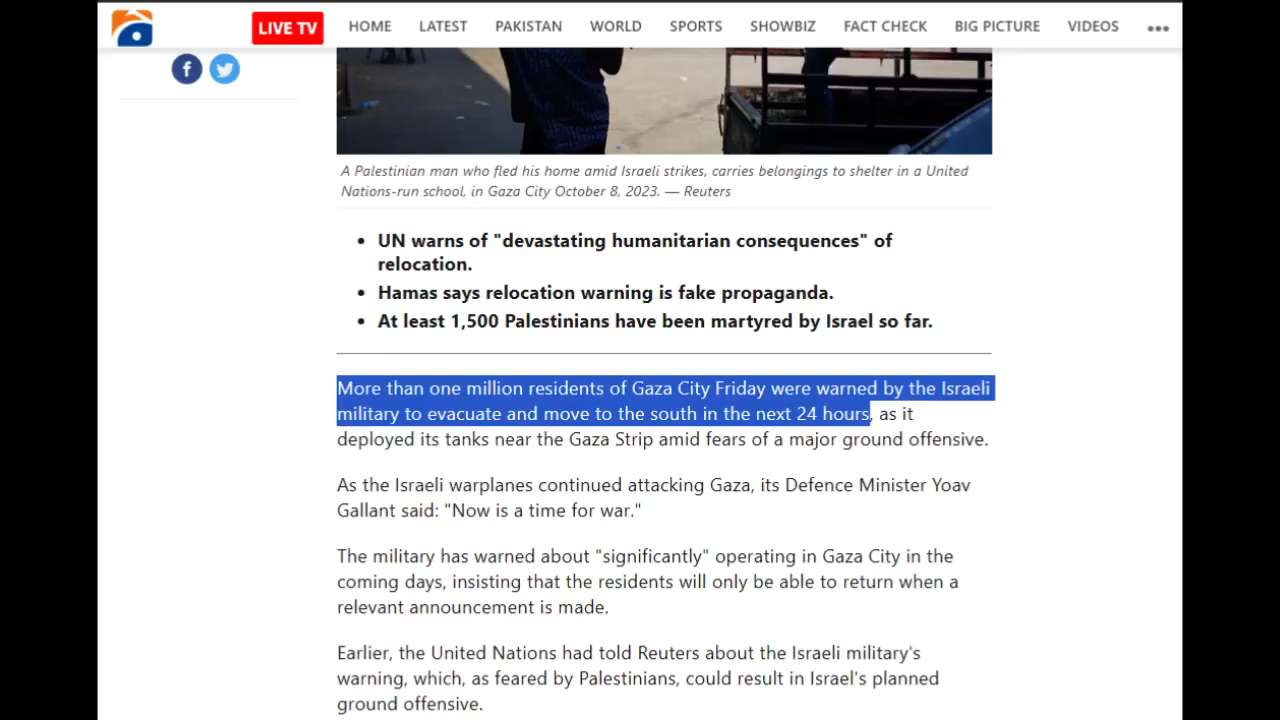 LIVE TV HOME LATEST PAKISTAN WORLD SPORTS SHOWBIZ FACT CHECK BIG PICTURE VIDEOS
A Palestinian man who fled his home amid Israeli strikes, carries belongings to shelter in a United
Nations-run school, in Gaza City October 8, 2023. — Reuters
• UN warns of "devastating humanitarian consequences" of
relocation.
• Hamas says relocation warning is fake propaganda.
• At least 1,500 Palestinians have been martyred by Israel so far.
More than one million residents of Gaza City Friday were warned by the Israeli
military to evacuate and move to the south in the next 24 hours, as it
deployed its tanks near the Gaza Strip amid fears of a major ground offensive.
As the Israeli warplanes continued attacking Gaza, its Defence Minister Yoav
Gallant said: "Now is a time for war."
The military has warned about "significantly" operating in Gaza City in the
coming days, insisting that the residents will only be able to return when a
relevant announcement is made.
Earlier, the United Nations had told Reuters about the Israeli military's
warning, which, as feared by Palestinians, could result in Israel's planned
ground offensive.